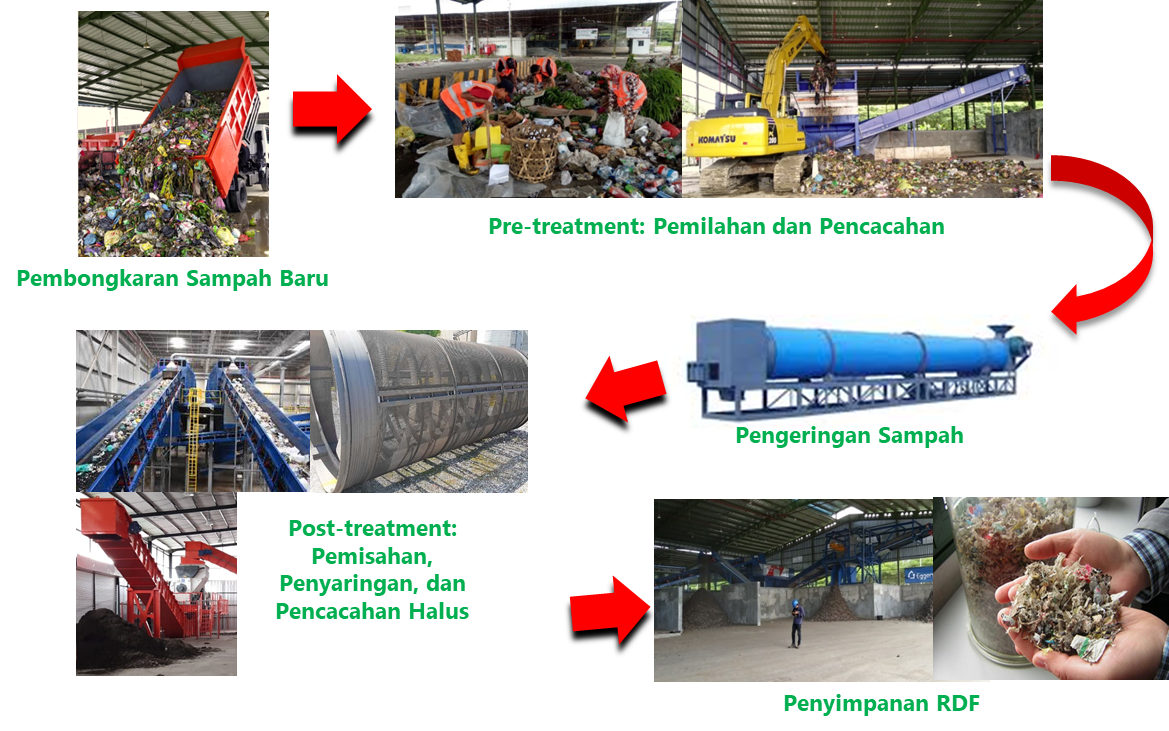 Pembongkaran Sampah Baru
KOMATSU
200
Pre-treatment: Pemilahan dan Pencacahan
Pengeringan Sampah
Post-treatment:
Pemisahan,
Penyaringan, dan
Pencacahan Halus
Penyimpanan RDF